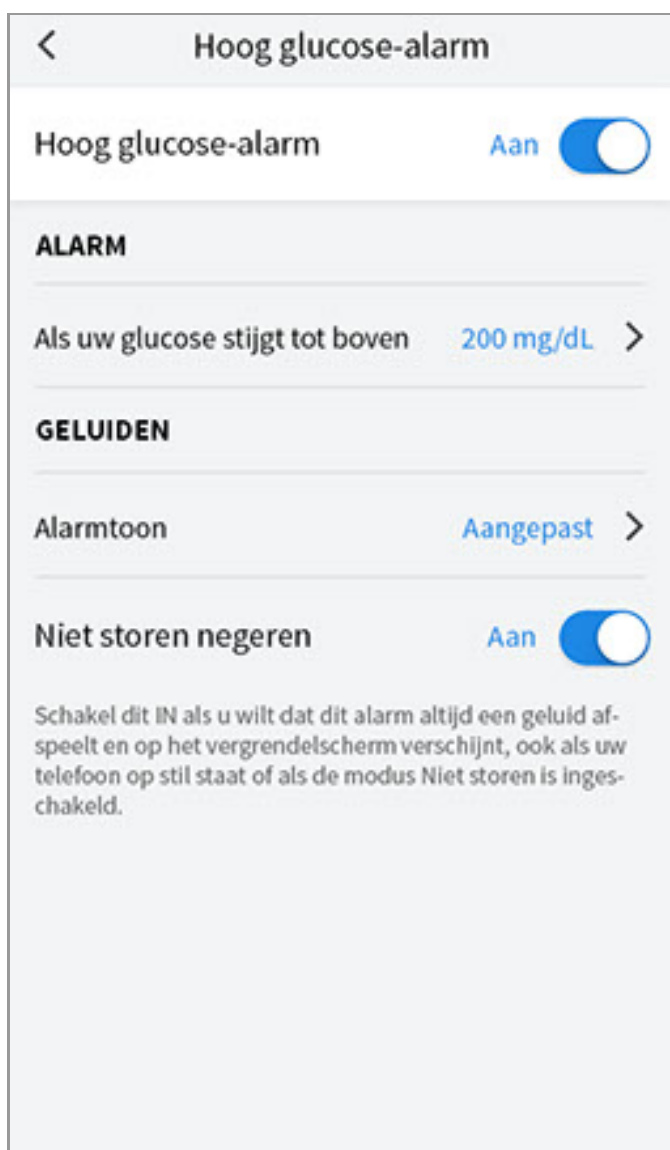 Hoog glucose-alarm
Hoog glucose-alarm Aan
ALARM
Als uw glucose stijgt tot boven 200 mg/dL
GELUIDEN
Alarmtoon Aangepast
Niet storen negeren Aan
Schakel dit IN als u wilt dat dit alarm altijd een geluid af-
speelt en op het vergrendelscherm verschijnt, ook als uw
telefoon op stil staat of als de modus Niet storen is inges-
chakeld.